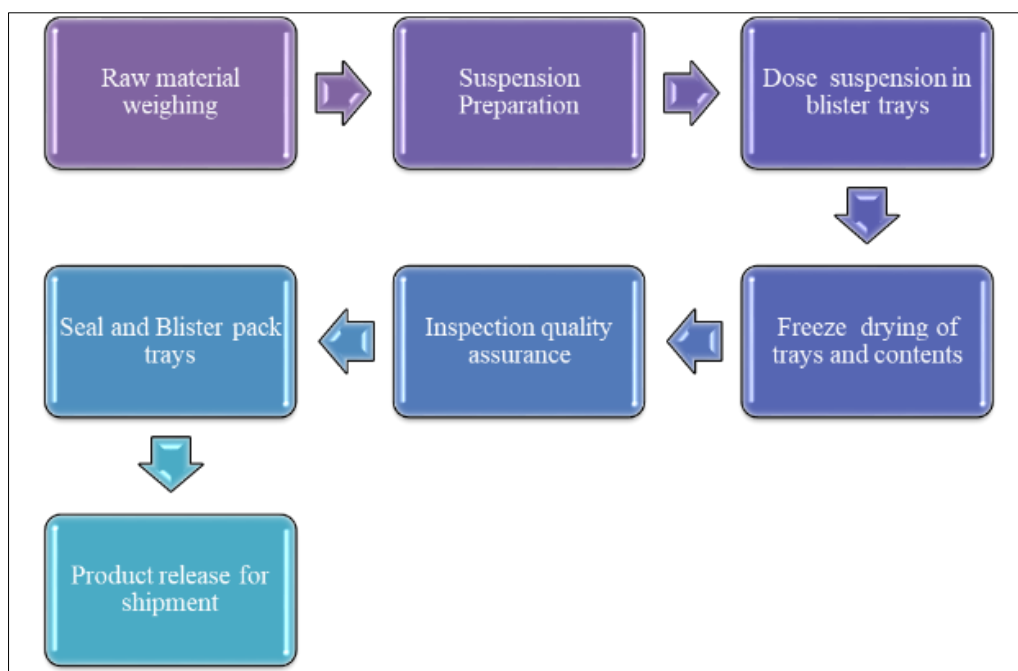 Raw material
weighing
Suspension
Preparation
Dose suspension in
blister trays
Freeze drying of
trays and contents
Inspection quality
assurance
Seal and Blister pack
trays
Product release for
shipment